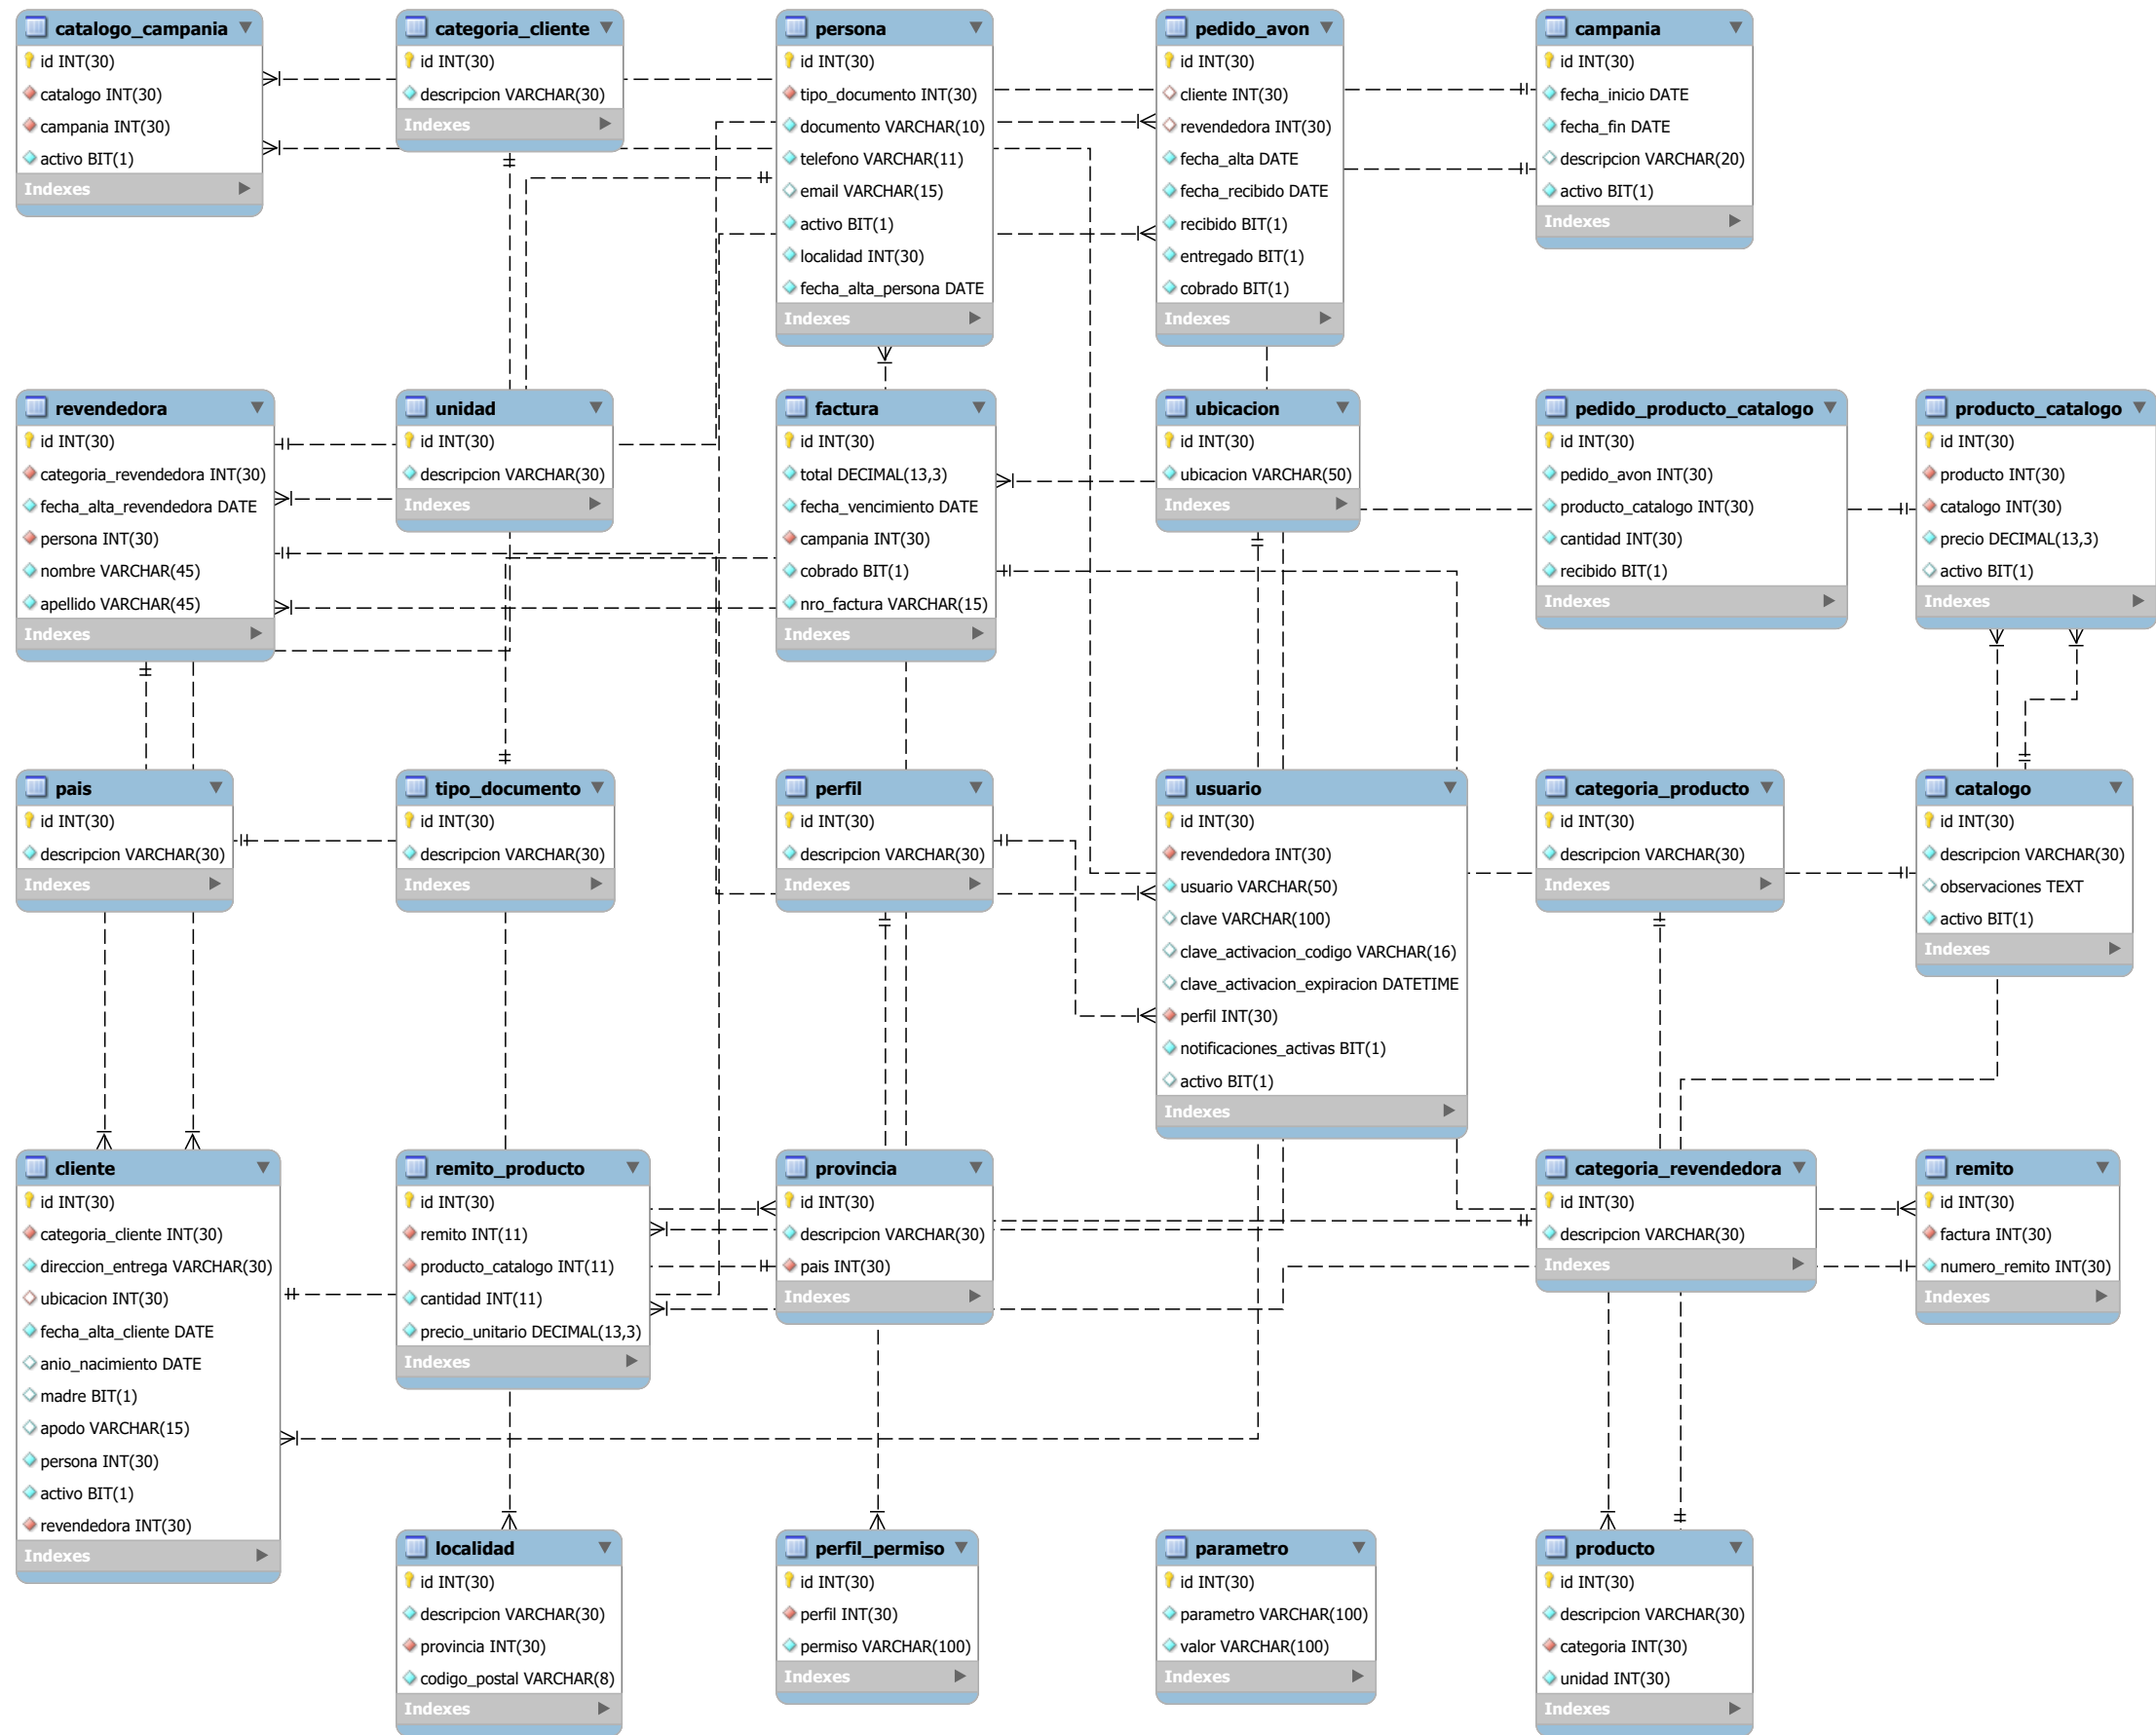 catalogo_campania
id INT(30)
catalogo INT(30)
campania INT(30)
activo BIT(1)
Indexes
categoria_cliente
id INT(30)
descripcion VARCHAR(30)
Indexes
persona
id INT(30)
tipo_documento INT(30)
documento VARCHAR(10)
telefono VARCHAR(11)
email VARCHAR(15)
activo BIT(1)
localidad INT(30)
fecha_alta_persona DATE
Indexes
pedido_avon
id INT(30)
cliente INT(30)
revendedora INT(30)
fecha_alta DATE
fecha_recibido DATE
recibido BIT(1)
entregado BIT(1)
cobrado BIT(1)
Indexes
campania
id INT(30)
fecha_inicio DATE
fecha_fin DATE
descripcion VARCHAR(20)
activo BIT(1)
Indexes
revendedora
id INT(30)
categoria_revendedora INT(30)
fecha_alta_revendedora DATE
persona INT(30)
nombre VARCHAR(45)
apellido VARCHAR(45)
Indexes
unidad
id INT(30)
descripcion VARCHAR(30)
Indexes
factura
id INT(30)
total DECIMAL(13,3)
fecha_vencimiento DATE
campania INT(30)
cobrado BIT(1)
nro_factura VARCHAR(15)
Indexes
ubicacion
id INT(30)
ubicacion VARCHAR(50)
Indexes
pedido_producto_catalogo
id INT(30)
pedido_avon INT(30)
producto_catalogo INT(30)
cantidad INT(30)
recibido BIT(1)
Indexes
producto_catalogo
id INT(30)
producto INT(30)
catalogo INT(30)
precio DECIMAL(13,3)
activo BIT(1)
Indexes
pais
id INT(30)
descripcion VARCHAR(30)
Indexes
tipo_documento
id INT(30)
descripcion VARCHAR(30)
Indexes
perfil
id INT(30)
descripcion VARCHAR(30)
Indexes
usuario
id INT(30)
revendedora INT(30)
usuario VARCHAR(50)
clave VARCHAR(100)
clave_activacion_codigo VARCHAR(16)
clave_activacion_expiracion DATETIME
perfil INT(30)
notificaciones_activas BIT(1)
activo BIT(1)
Indexes
categoria_producto
id INT(30)
descripcion VARCHAR(30)
Indexes
catalogo
id INT(30)
descripcion VARCHAR(30)
observaciones TEXT
activo BIT(1)
Indexes
cliente
id INT(30)
categoria_cliente INT(30)
direccion_entrega VARCHAR(30)
ubicacion INT(30)
fecha_alta_cliente DATE
anio_nacimiento DATE
madre BIT(1)
apodo VARCHAR(15)
persona INT(30)
activo BIT(1)
revendedora INT(30)
Indexes
remito_producto
id INT(30)
remito INT(11)
producto_catalogo INT(11)
cantidad INT(11)
precio_unitario DECIMAL(13,3)
Indexes
provincia
id INT(30)
descripcion VARCHAR(30)
pais INT(30)
Indexes
categoria_revendedora
id INT(30)
descripcion VARCHAR(30)
Indexes
remito
id INT(30)
factura INT(30)
numero_remito INT(30)
Indexes
localidad
id INT(30)
descripcion VARCHAR(30)
provincia INT(30)
codigo_postal VARCHAR(8)
Indexes
perfil_permiso
id INT(30)
perfil INT(30)
permiso VARCHAR(100)
Indexes
parametro
id INT(30)
parametro VARCHAR(100)
valor VARCHAR(100)
Indexes
producto
id INT(30)
descripcion VARCHAR(30)
categoria INT(30)
unidad INT(30)
Indexes